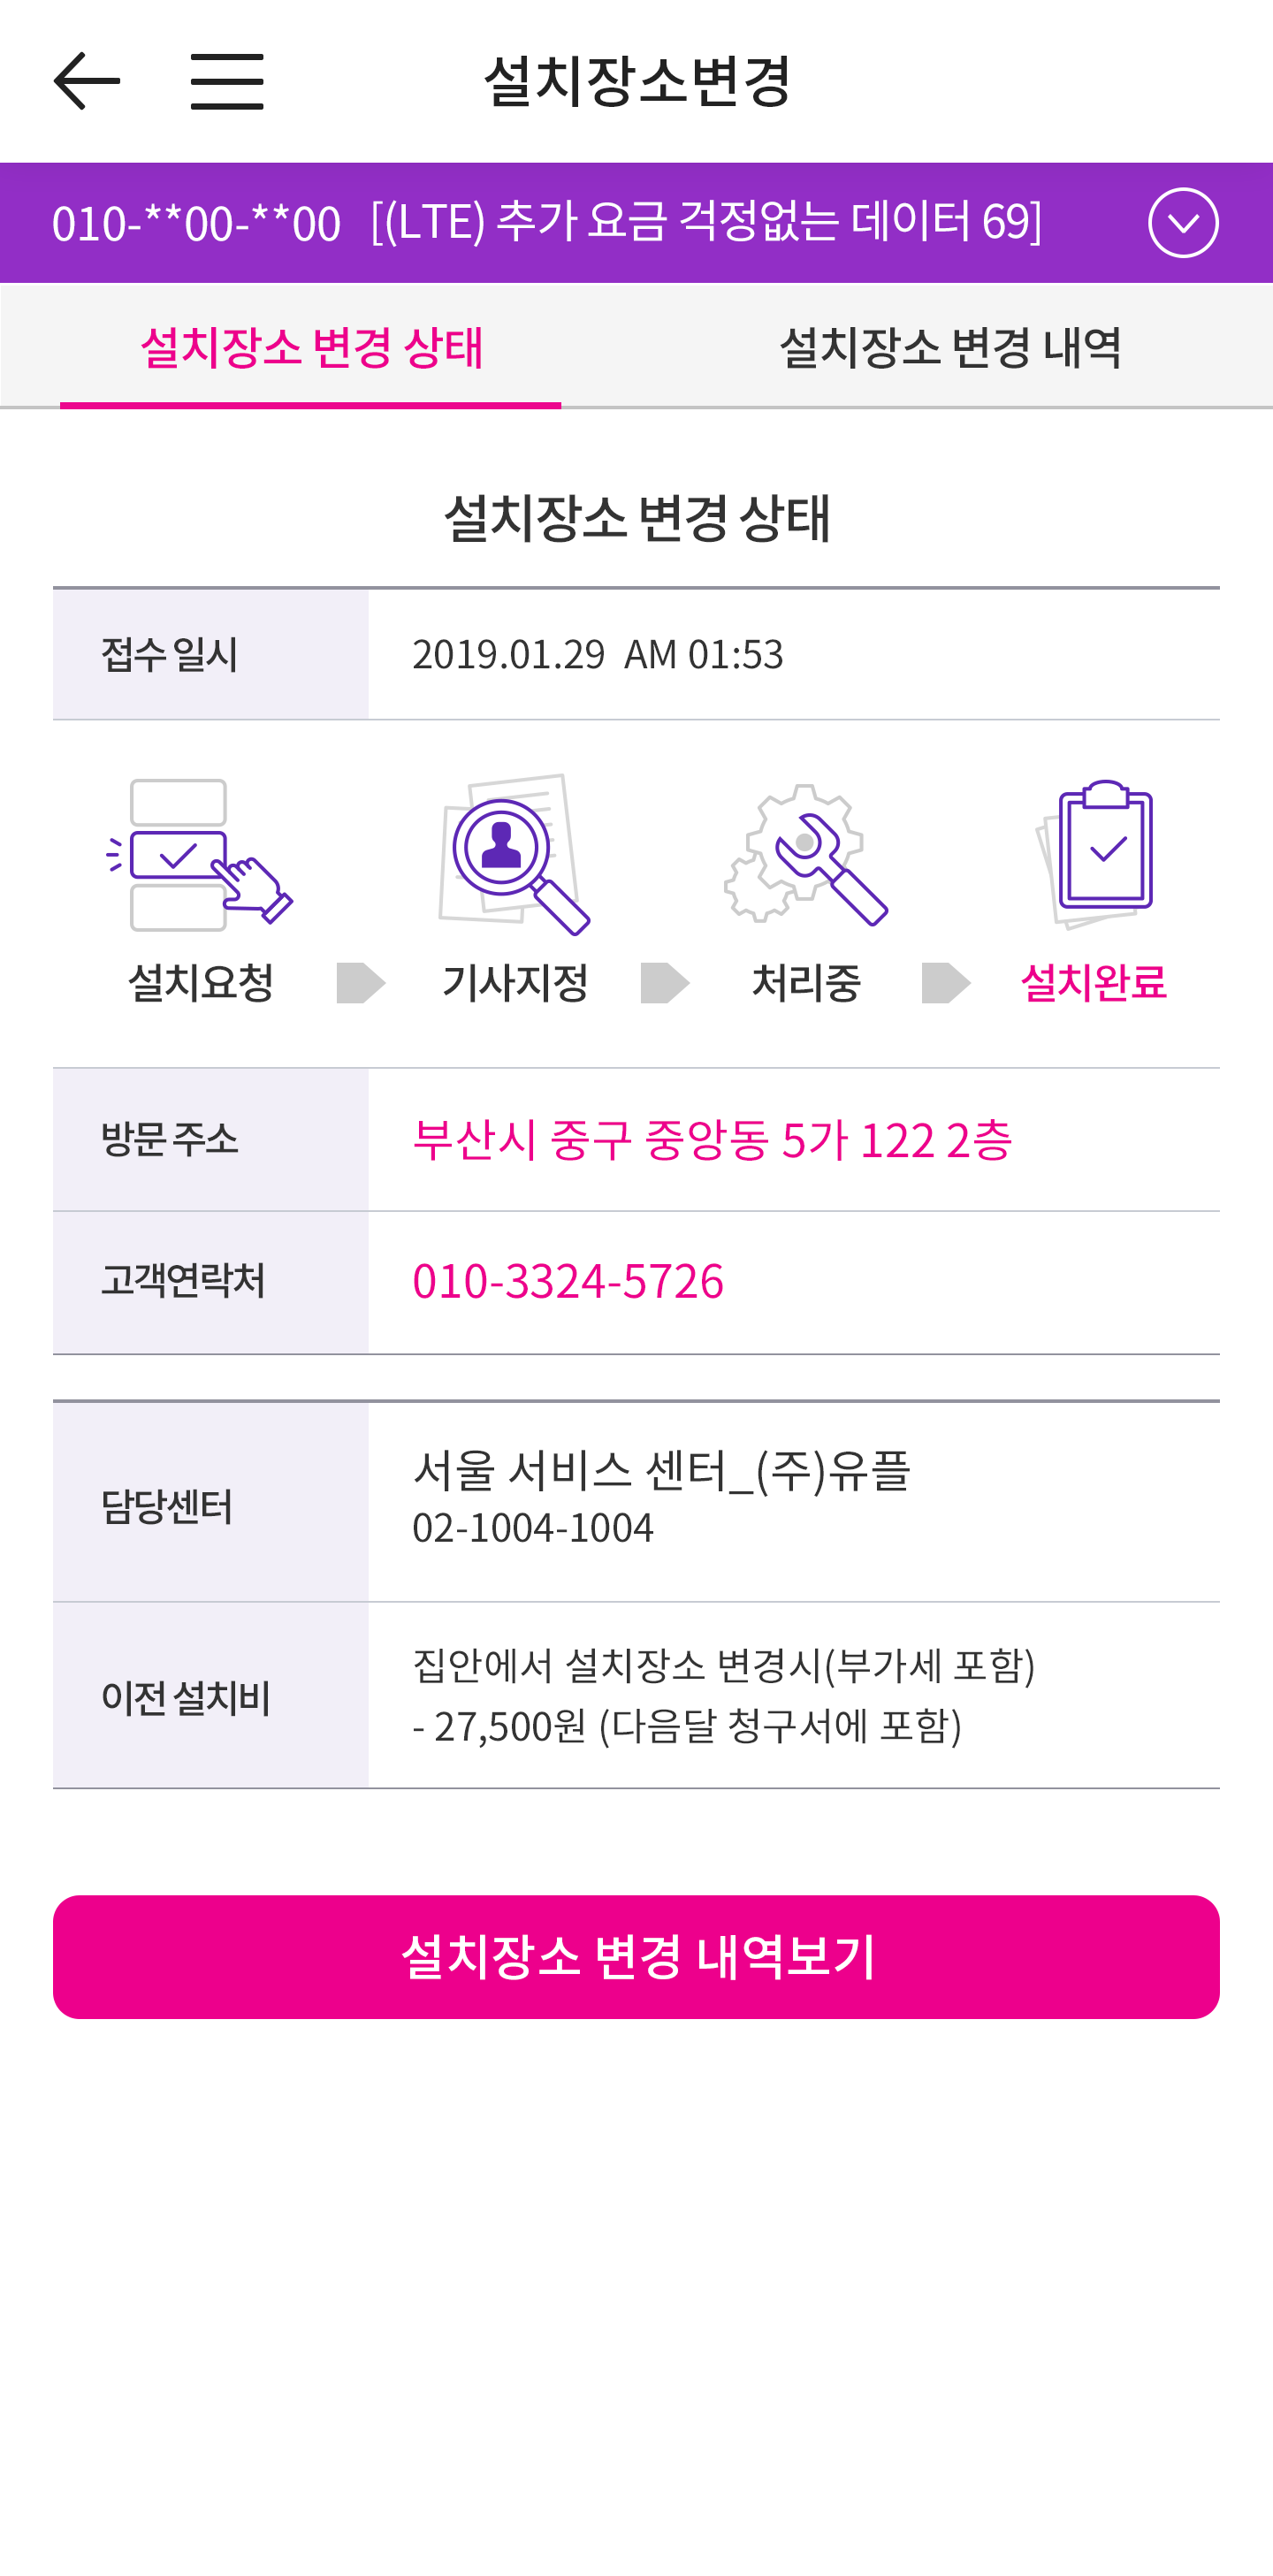 설치장소변경
010-**00-**00 [(LTE) 추가 요금 걱정없는 데이터 69]
설치장소 변경 상태 설치장소 변경 내역
설치장소 변경 상태
접수 일시 2019.01.29 AM 01:53
설치요청 기사지정 처리중 설치완료
방문 주소 부산시 중구 중앙동 5가 122 2층
고객연락처 010-3324-5726
담당센터 서울 서비스 센터_(주)유플
02-1004-1004
이전 설치비 집안에서 설치장소 변경시(부가세 포함)
- 27,500원 (다음달 청구서에 포함)
설치장소 변경 내역보기